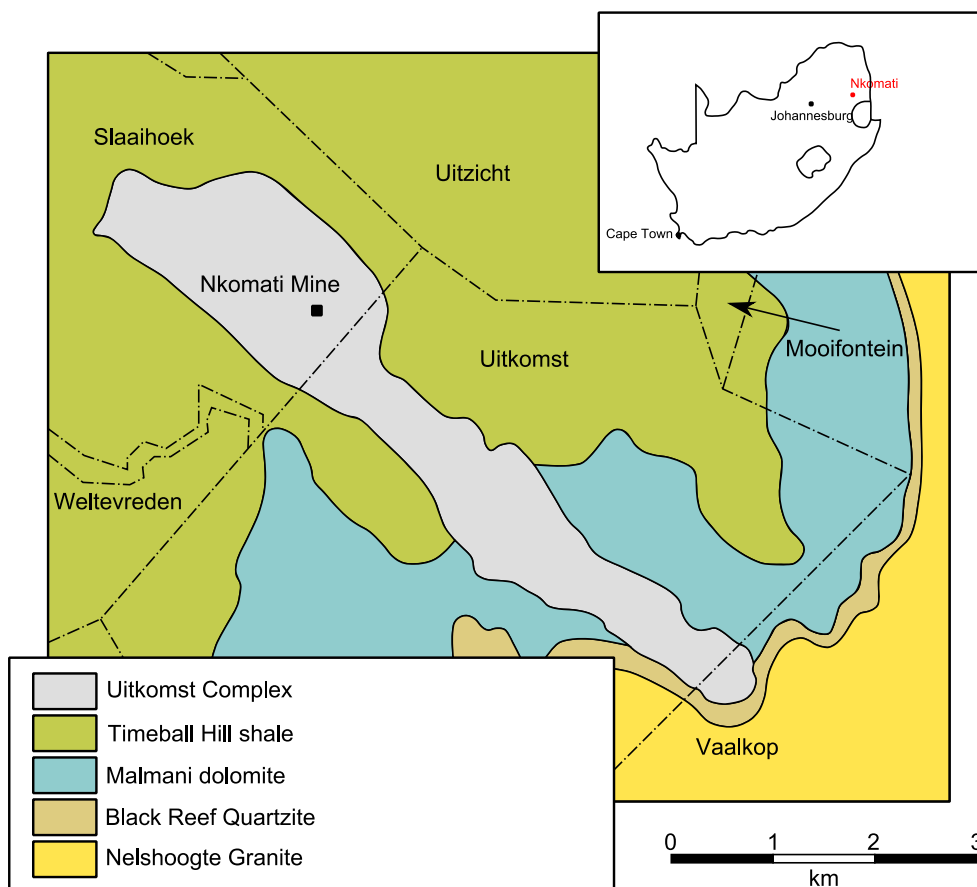 Nkomati
Johannesburg
Cape Town
Slaaihoek
Uitzicht
Nkomati Mine
Uitkomst
Mooifontein
Weltevreden
Vaalkop
Uitkomst Complex
Timeball Hill shale
Malmani dolomite
Black Reef Quartzite
Nelshoogte Granite
0 1 2 3
km